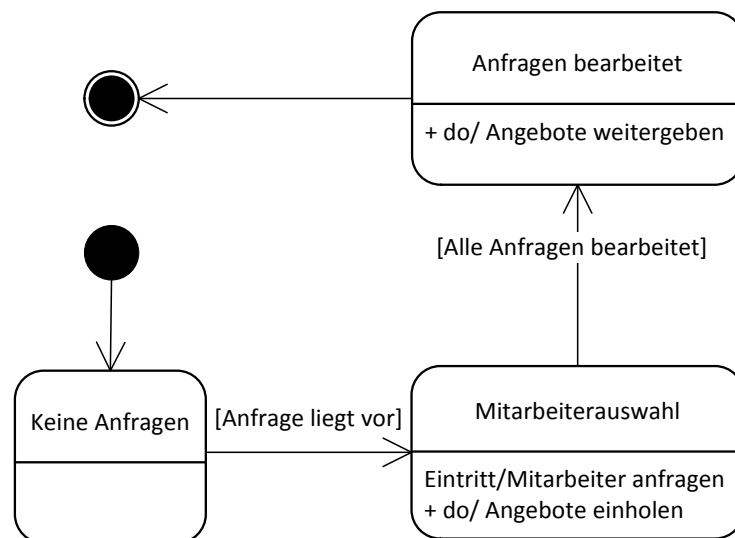 Anfragen bearbeitet
+ do/ Angebote weitergeben
[Alle Anfragen bearbeitet]
Keine Anfragen
[Anfrage liegt vor]
Mitarbeiterauswahl
Eintritt/Mitarbeiter anfragen
+ do/ Angebote einholen